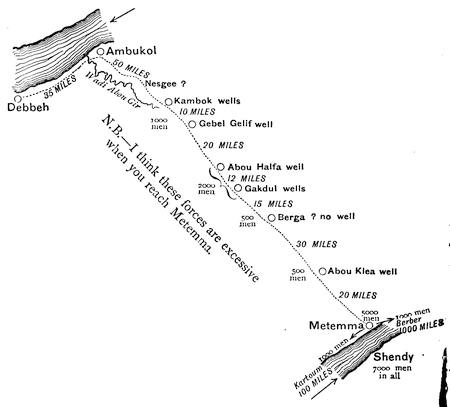 Ambukol
50 MILES
Nesgee ?
35 MILES
Wadi Abon Gir
Debbeh
Kambok wells
1000
men
10 MILES
Gebel Gelif well
20 MILES
N.B.—I think these forces are excessive
when you reach Metemma.
Abou Halfa well
12 MILES
2000
men
Gakdul wells
15 MILES
500
men
Berga ? no well
30 MILES
500
men
Abou Klea well
20 MILES
5000
men
Metemma
1000 men
Berber
1000 MILES
1000 men
Kartoum
100 MILES
Shendy
7000 men
in all